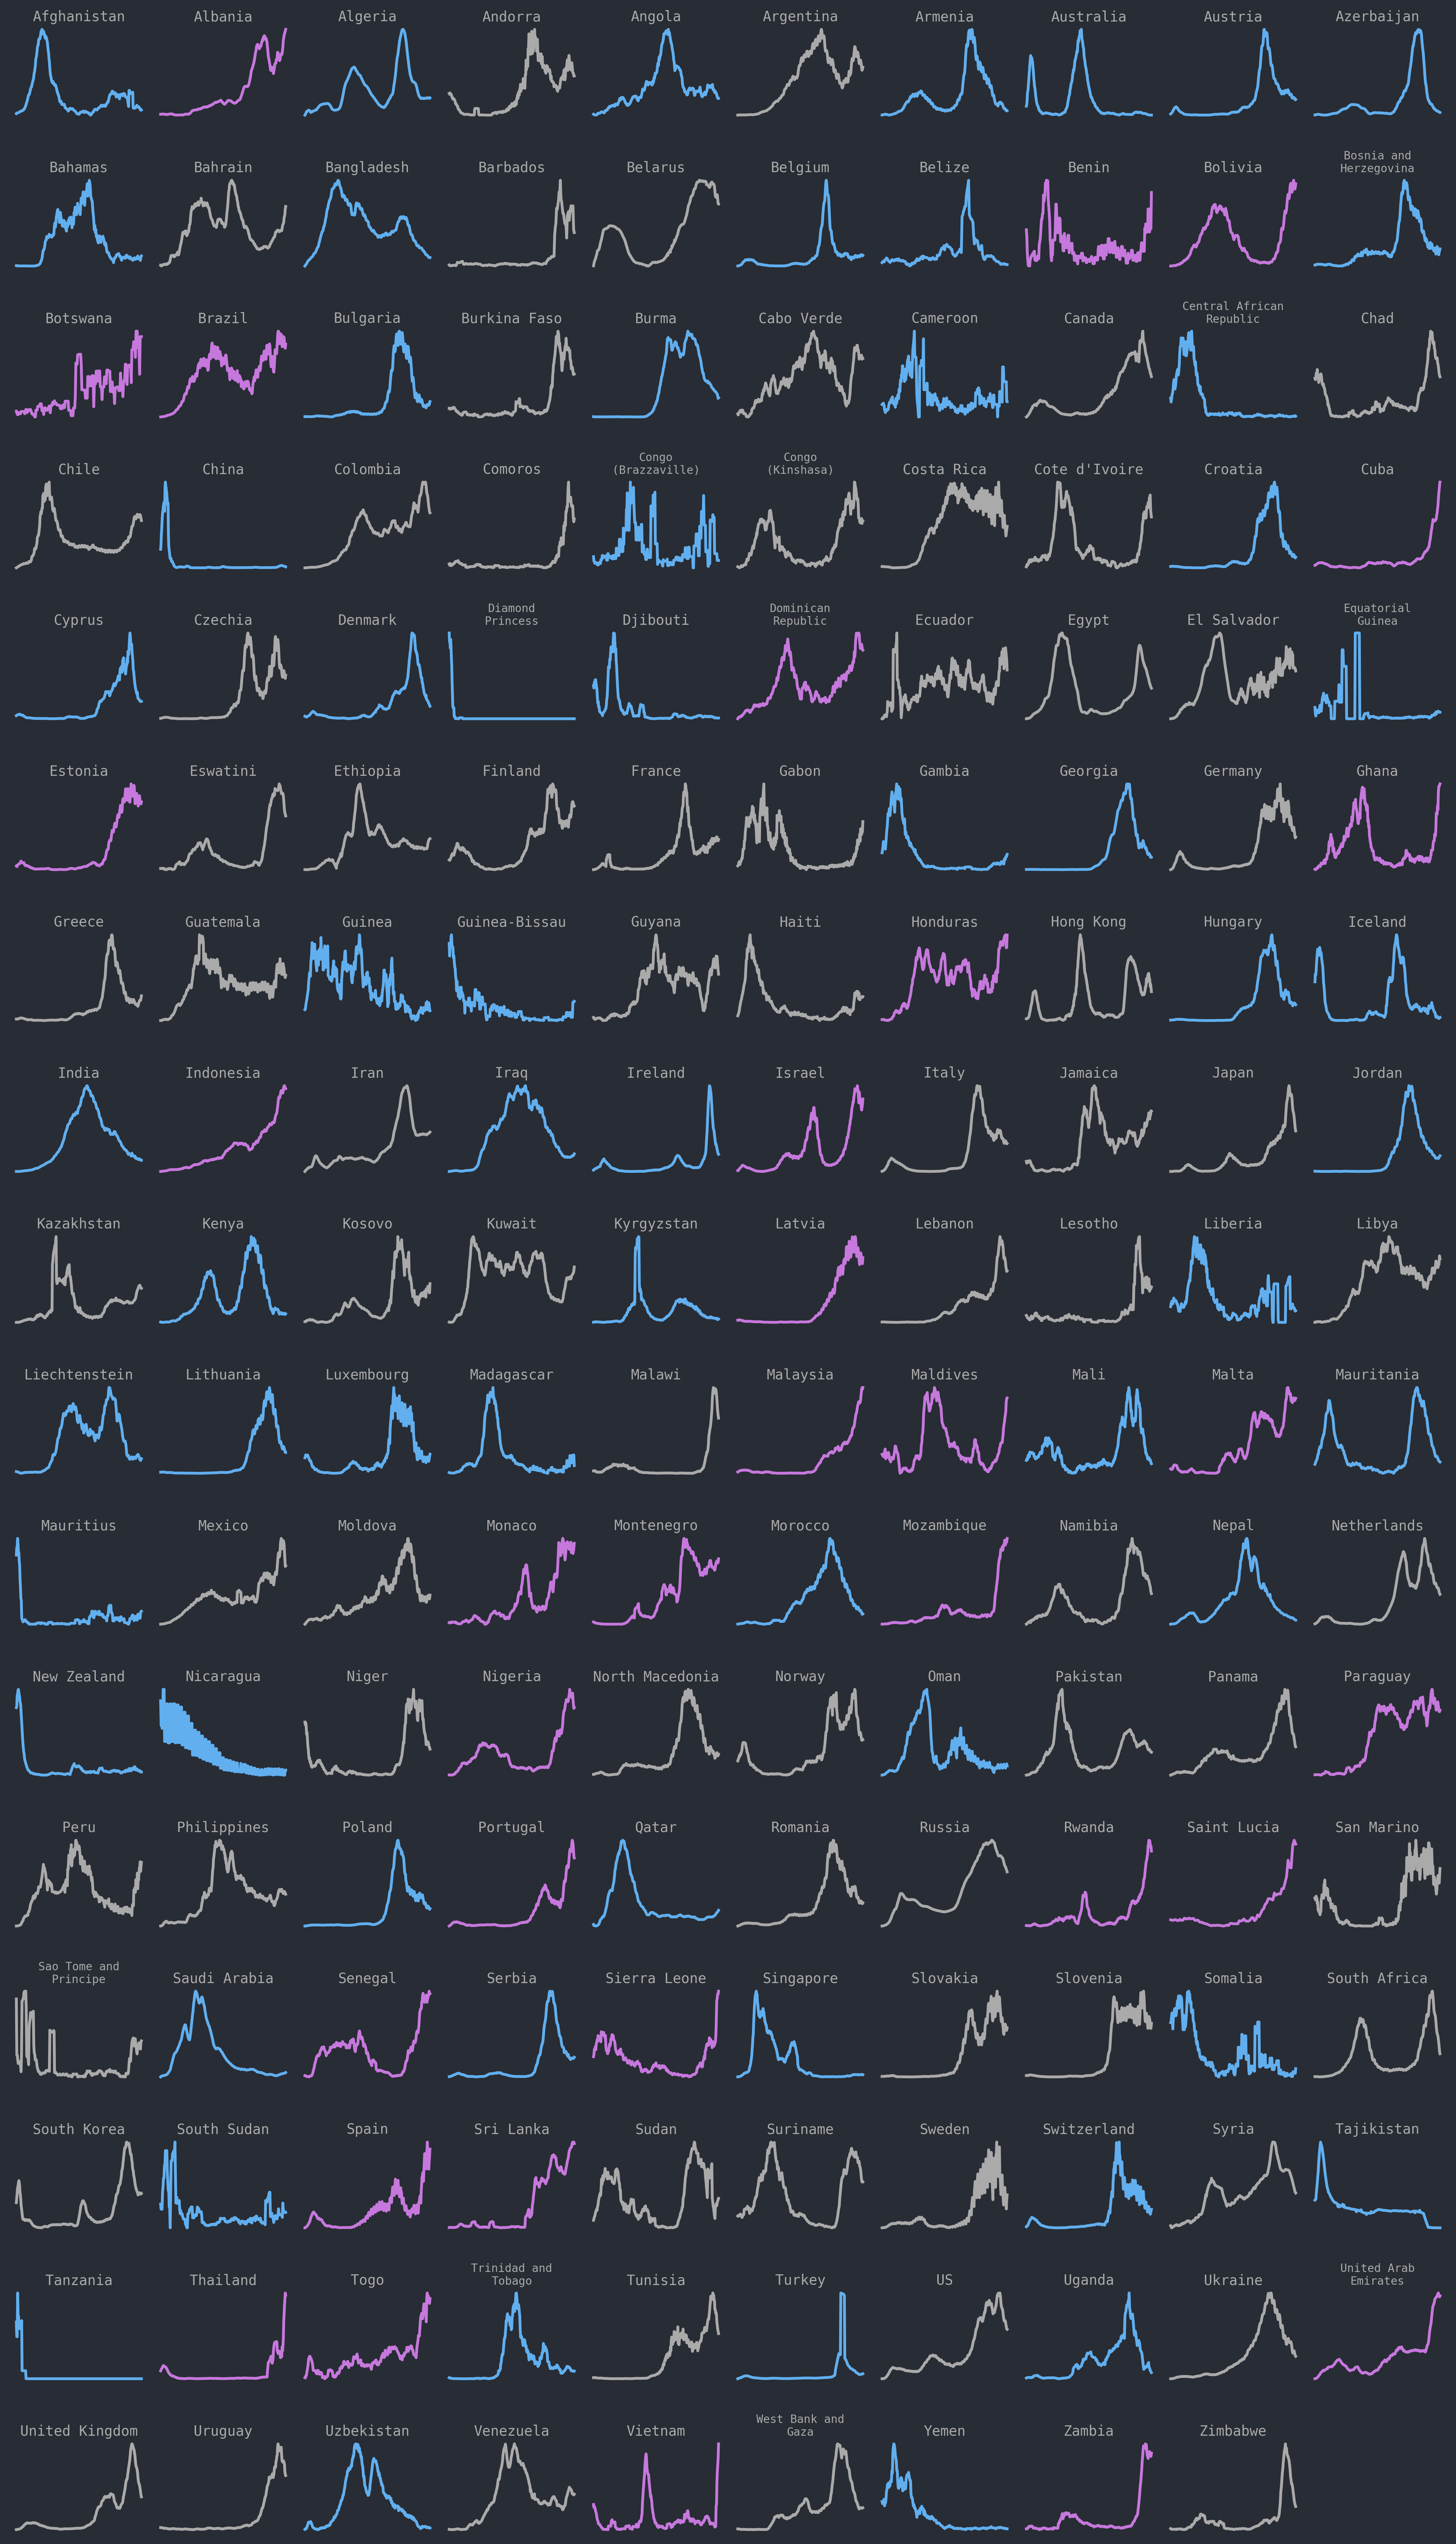 Afghanistan
Albania
Algeria
Andorra
Angola
Argentina
Armenia
Australia
Austria
Azerbaijan
Bahamas
Bahrain
Bangladesh
Barbados
Belarus
Belgium
Belize
Benin
Bolivia
Bosnia and
Herzegovina
Botswana
Brazil
Bulgaria
Burkina Faso
Burma
Cabo Verde
Cameroon
Canada
Central African
Republic
Chad
Chile
China
Colombia
Comoros
Congo
(Brazzaville)
Congo
(Kinshasa)
Costa Rica
Cote d'Ivoire
Croatia
Cuba
Cyprus
Czechia
Denmark
Diamond
Princess
Djibouti
Dominican
Republic
Ecuador
Egypt
El Salvador
Equatorial
Guinea
Estonia
Eswatini
Ethiopia
Finland
France
Gabon
Gambia
Georgia
Germany
Ghana
Greece
Guatemala
Guinea
Guinea-Bissau
Guyana
Haiti
Honduras
Hong Kong
Hungary
Iceland
India
Indonesia
Iran
Iraq
Ireland
Israel
Italy
Jamaica
Japan
Jordan
Kazakhstan
Kenya
Kosovo
Kuwait
Kyrgyzstan
Latvia
Lebanon
Lesotho
Liberia
Libya
Liechtenstein
Lithuania
Luxembourg
Madagascar
Malawi
Malaysia
Maldives
Mali
Malta
Mauritania
Mauritius
Mexico
Moldova
Monaco
Montenegro
Morocco
Mozambique
Namibia
Nepal
Netherlands
New Zealand
Nicaragua
Niger
Nigeria
North Macedonia
Norway
Oman
Pakistan
Panama
Paraguay
Peru
Philippines
Poland
Portugal
Qatar
Romania
Russia
Rwanda
Saint Lucia
San Marino
Sao Tome and
Principe
Saudi Arabia
Senegal
Serbia
Sierra Leone
Singapore
Slovakia
Slovenia
Somalia
South Africa
South Korea
South Sudan
Spain
Sri Lanka
Sudan
Suriname
Sweden
Switzerland
Syria
Tajikistan
Tanzania
Thailand
Togo
Trinidad and
Tobago
Tunisia
Turkey
US
Uganda
Ukraine
United Arab
Emirates
United Kingdom
Uruguay
Uzbekistan
Venezuela
Vietnam
West Bank and
Gaza
Yemen
Zambia
Zimbabwe